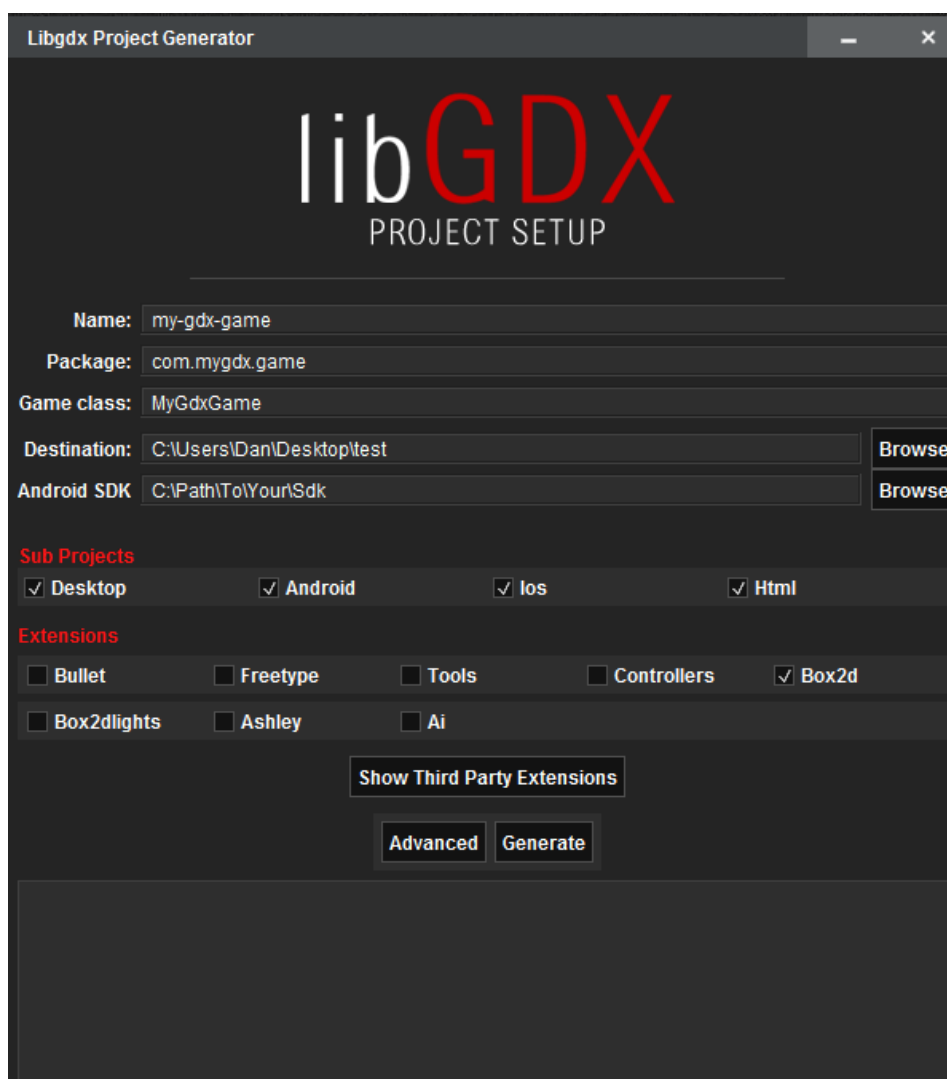 Libgdx Project Generator
libGDX
PROJECT SETUP
Name: my-gdx-game
Package: com.mygdx.game
Game class: MyGdxGame
Destination: C:\Users\Dan\Desktop\test Browse
Android SDK C:\Path\To\Your\Sdk Browse
Sub Projects
Desktop Android Ios Html
Extensions
Bullet Freetype Tools Controllers Box2d
Box2dlights Ashley Ai
Show Third Party Extensions
Advanced Generate